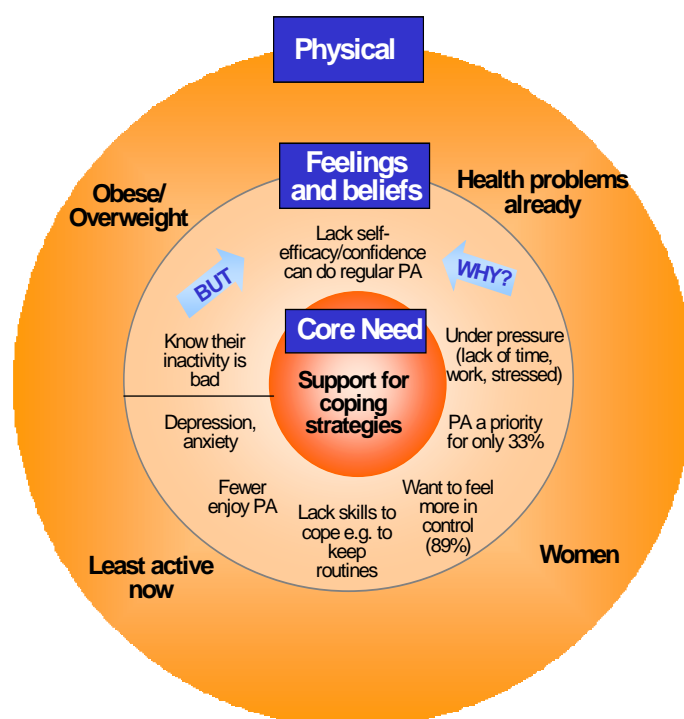 Physical
Feelings
and beliefs
Obese/
Overweight
Health problems
already
Lack self-
efficacy/confidence
can do regular PA
BUT
WHY?
Core Need
Know their
inactivity is
bad
Under pressure
(lack of time,
work, stressed)
Support for
coping
strategies
Depression,
anxiety
PA a priority
for only 33%
Fewer
enjoy PA
Lack skills to
cope e.g. to
keep
routines
Want to feel
more in
control
(89%)
Least active
now
Women